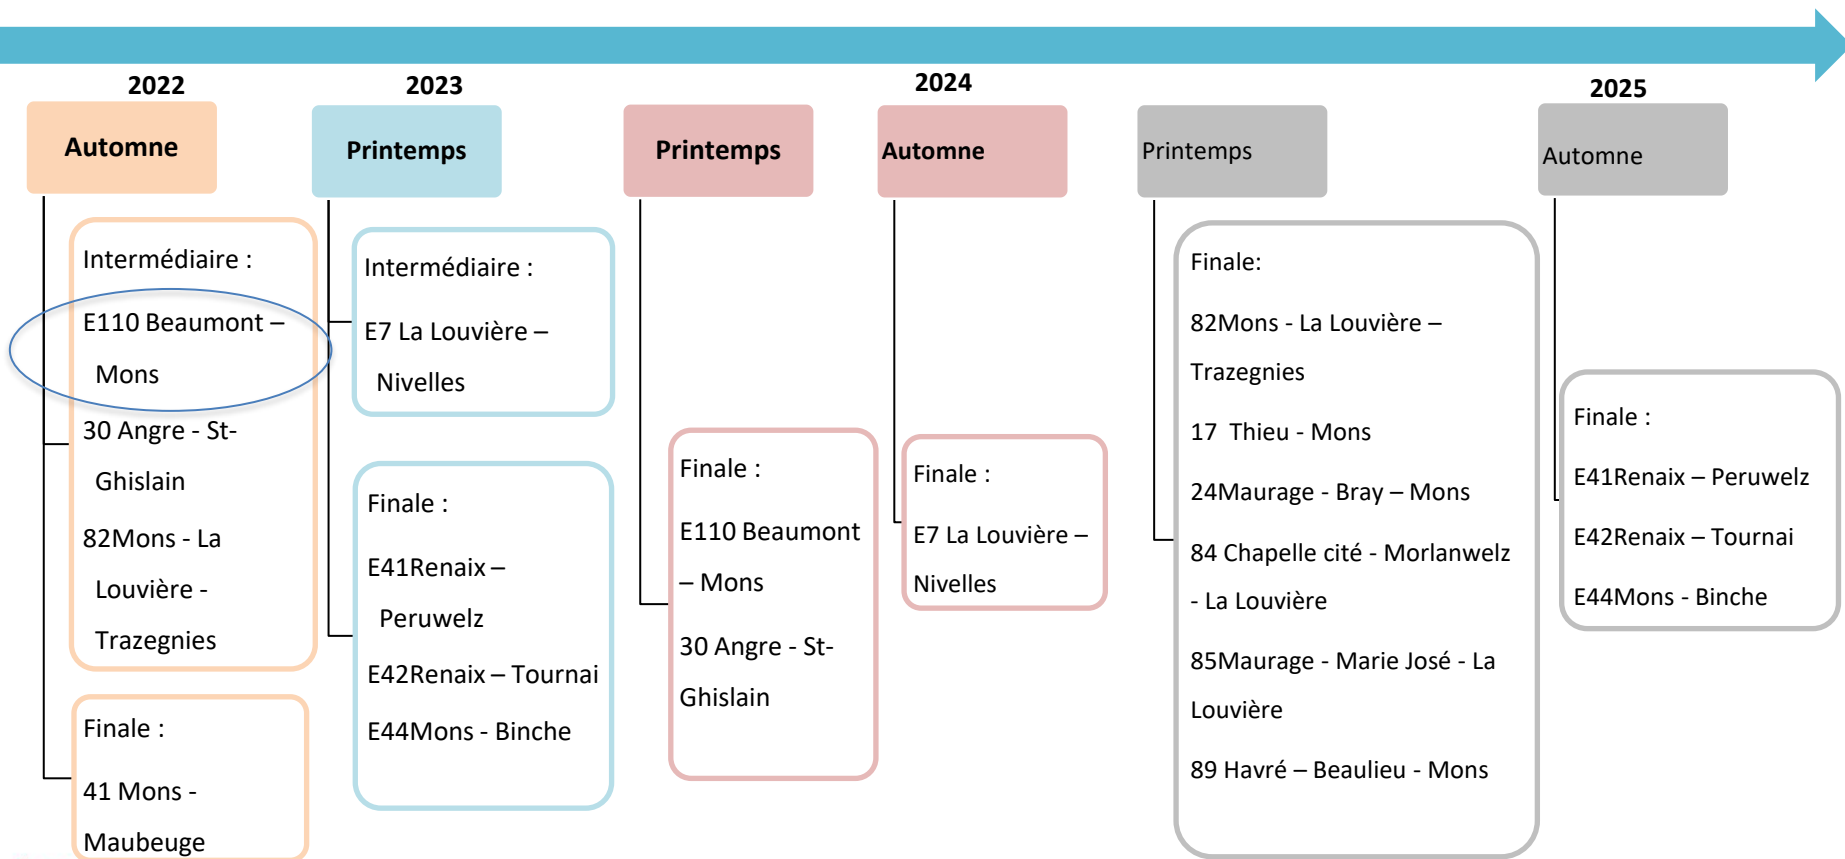 2022
2023
2024
2025
Automne
Printemps
Printemps
Automne
Printemps
Automne
Intermédiaire :
E110 Beaumont –
Mons
30 Angre - St-
Ghislain
82Mons - La
Louvière -
Trazegnies
Finale :
41 Mons -
Maubeuge
Intermédiaire :
E7 La Louvière –
Nivelles
Finale :
E41Renaix –
Peruwelz
E42Renaix – Tournai
E44Mons - Binche
Finale :
E110 Beaumont
– Mons
30 Angre - St-
Ghislain
Finale :
E7 La Louvière –
Nivelles
Finale:
82Mons - La Louvière –
Trazegnies
17 Thieu - Mons
24Maurage - Bray – Mons
84 Chapelle cité - Morlanwelz
- La Louvière
85Maurage - Marie José - La
Louvière
89 Havré – Beaulieu - Mons
Finale :
E41Renaix – Peruwelz
E42Renaix – Tournai
E44Mons - Binche